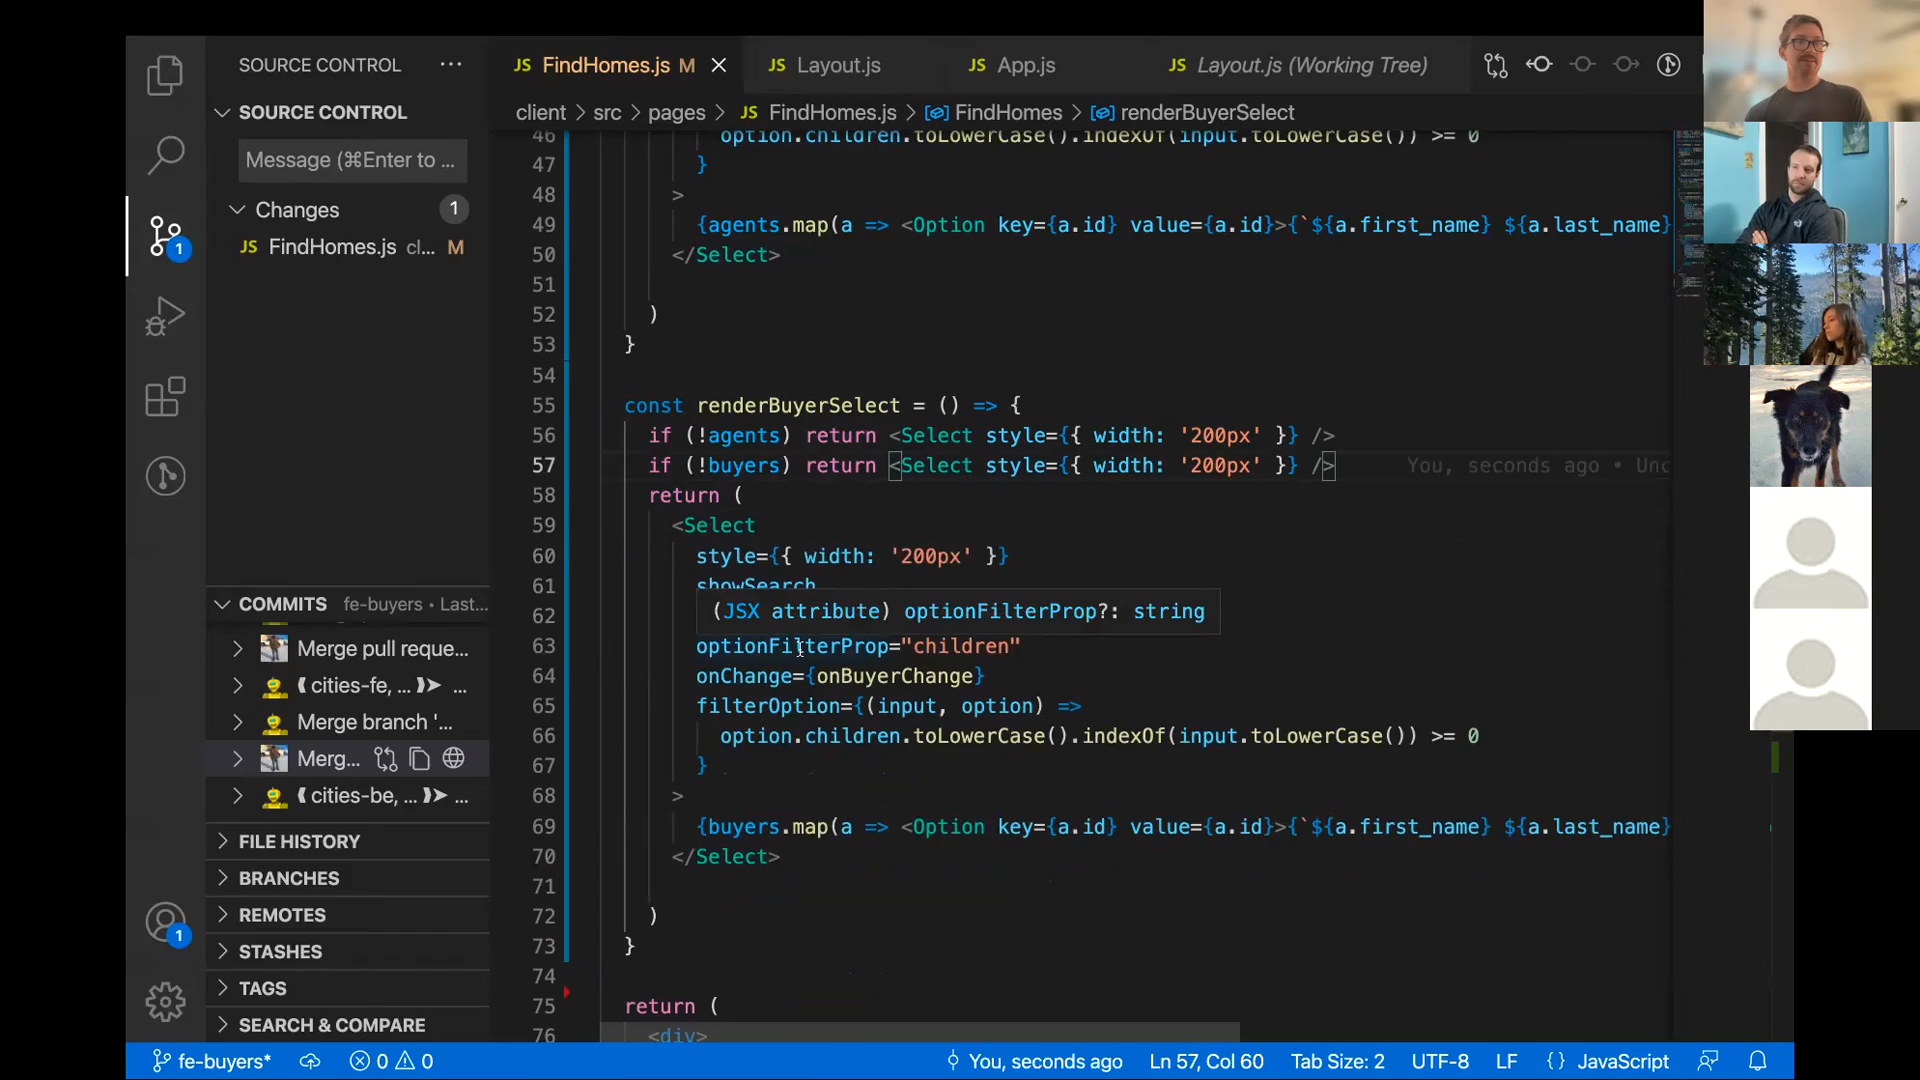 SOURCE CONTROL
JS FindHomes.js M
JS Layout.js
JS App.js
JS Layout.js (Working Tree)
client > src > pages > JS FindHomes.js > FindHomes > renderBuyerSelect
SOURCE CONTROL
Message (⌘Enter to ...
Changes 1
JS FindHomes.js cl... M
1
COMMITS fe-buyers • Last...
Merge pull reque...
⟪ cities-fe, ... ⟫➤ ...
Merge branch '...
Merg...
⟪ cities-be, ... ⟫➤ ...
FILE HISTORY
BRANCHES
REMOTES
STASHES
TAGS
SEARCH & COMPARE
1
46 option.children.toLowerCase().indexOf(input.toLowerCase()) >= 0
47 }
48 >
49 {agents.map(a => <Option key={a.id} value={a.id}>{`${a.first_name} ${a.last_name}
50 </Select>
51
52 )
53 }
54
55 const renderBuyerSelect = () => {
56 if (!agents) return <Select style={{ width: '200px' }} />
57 if (!buyers) return <Select style={{ width: '200px' }} /> You, seconds ago • Unc
58 return (
59 <Select
60 style={{ width: '200px' }}
61 showSearch
62 (JSX attribute) optionFilterProp?: string
63 optionFilterProp="children"
64 onChange={onBuyerChange}
65 filterOption={(input, option) =>
66 option.children.toLowerCase().indexOf(input.toLowerCase()) >= 0
67 }
68 >
69 {buyers.map(a => <Option key={a.id} value={a.id}>{`${a.first_name} ${a.last_name}
70 </Select>
71
72 )
73 }
74
75 return (
76 <div>
fe-buyers* 0 0 You, seconds ago Ln 57, Col 60 Tab Size: 2 UTF-8 LF {} JavaScript